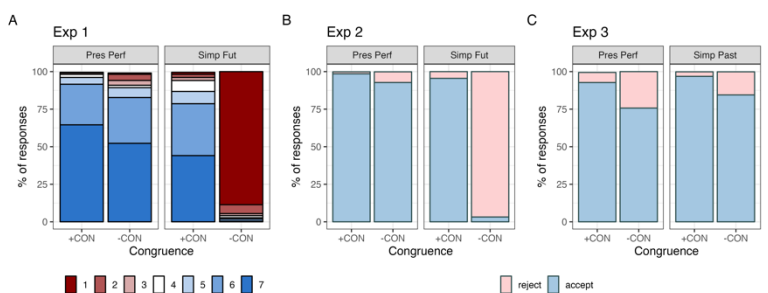 A
Exp 1
Pres Perf
Simp Fut
% of responses
100
75
50
25
0
+CON
-CON
+CON
-CON
Congruence
1 2 3 4 5 6 7
B
Exp 2
Pres Perf
Simp Fut
% of responses
100
75
50
25
0
+CON
-CON
+CON
-CON
Congruence
C
Exp 3
Pres Perf
Simp Past
% of responses
100
75
50
25
0
+CON
-CON
+CON
-CON
Congruence
reject accept